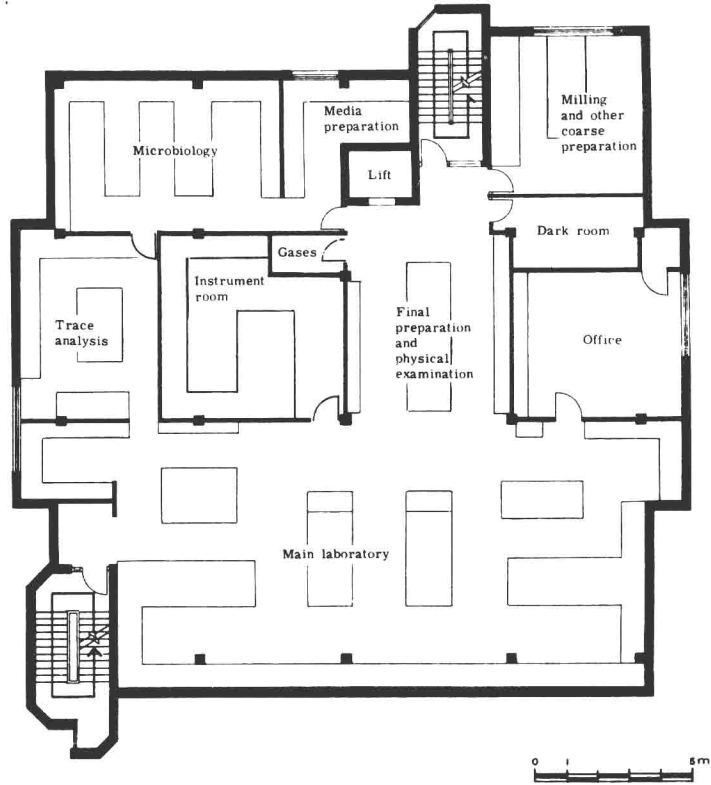 Milling
and other
coarse
preparation
Media
preparation
Microbiology
Lift
Dark room
Gases
Instrument
room
Trace
analysis
Final
preparation
and
physical
examination
Office
Main laboratory
0 1 5m